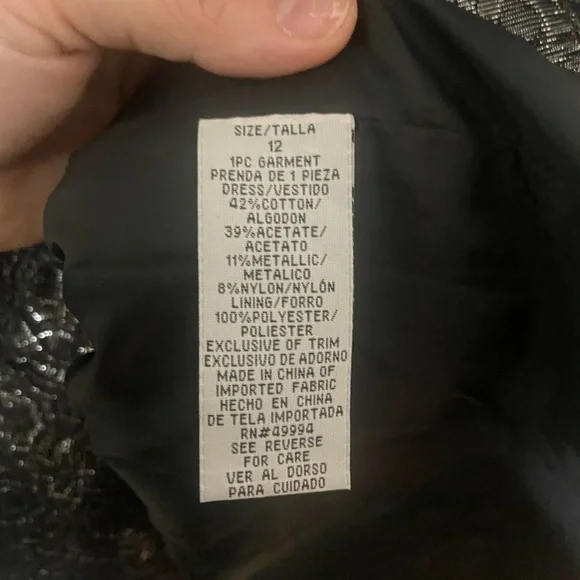 SIZE/TALLA
12
1PC GARMENT
PRENDA DE 1 PIEZA
DRESS/VESTIDO
42%COTTON/
ALGODON
39%ACETATE/
ACETATO
11%METALLIC/
METALICO
8%NYLON/NYLÓN
LINING/FORRO
100%POLYESTER/
POLIESTER
EXCLUSIVE OF TRIM
EXCLUSIVO DE ADORNO
MADE IN CHINA OF
IMPORTED FABRIC
HECHO EN CHINA
DE TELA IMPORTADA
RN#49994
SEE REVERSE
FOR CARE
VER AL DORSO
PARA CUIDADO